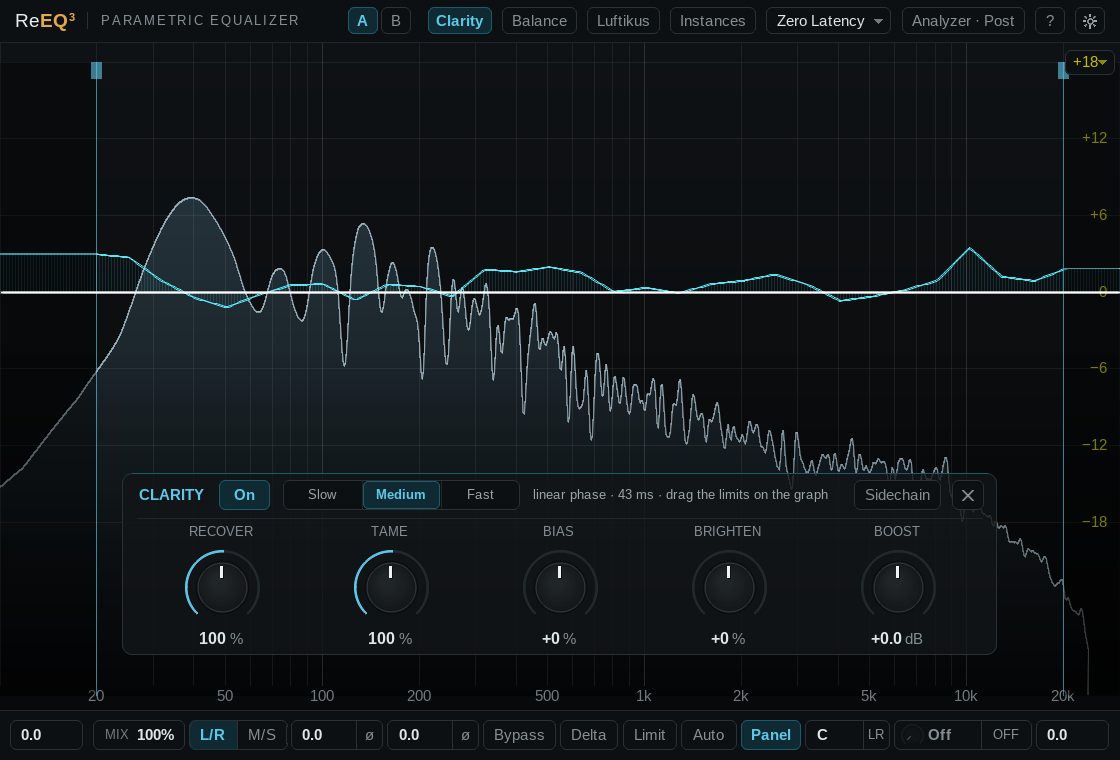 ReEQ³ PARAMETRIC EQUALIZER A B Clarity Balance Luftikus Instances Zero Latency Analyzer · Post ?
+18
+12
+6
0
−6
−12
−18
CLARITY On Slow Medium Fast linear phase · 43 ms · drag the limits on the graph Sidechain
RECOVER TAME BIAS BRIGHTEN BOOST
100 % 100 % +0 % +0 % +0.0 dB
20 50 100 200 500 1k 2k 5k 10k 20k
0.0 MIX 100% L/R M/S 0.0 ø 0.0 ø Bypass Delta Limit Auto Panel C LR Off OFF 0.0